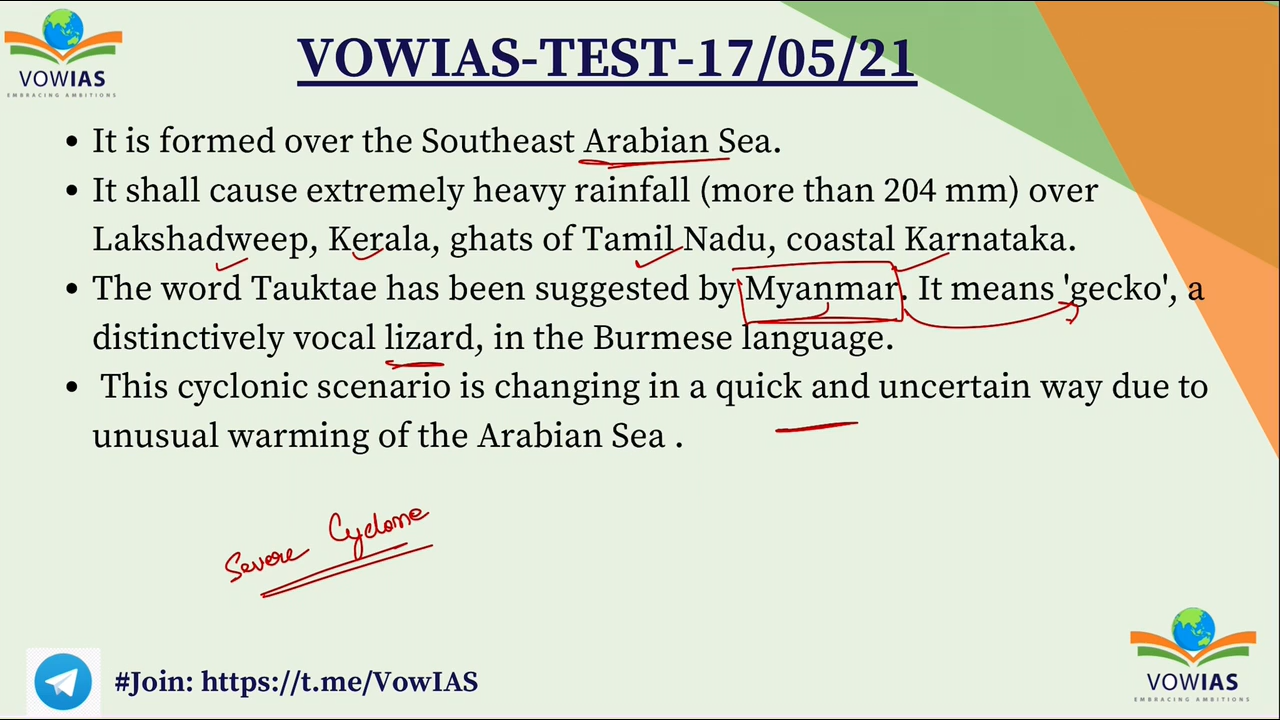 VOWIAS
EMBRACING AMBITIONS
VOWIAS-TEST-17/05/21
• It is formed over the Southeast Arabian Sea.
• It shall cause extremely heavy rainfall (more than 204 mm) over
Lakshadweep, Kerala, ghats of Tamil Nadu, coastal Karnataka.
• The word Tauktae has been suggested by Myanmar. It means 'gecko', a
distinctively vocal lizard, in the Burmese language.
• This cyclonic scenario is changing in a quick and uncertain way due to
unusual warming of the Arabian Sea .
Severe Cyclone
#Join: https://t.me/VowIAS
VOWIAS
EMBRACING AMBITIONS